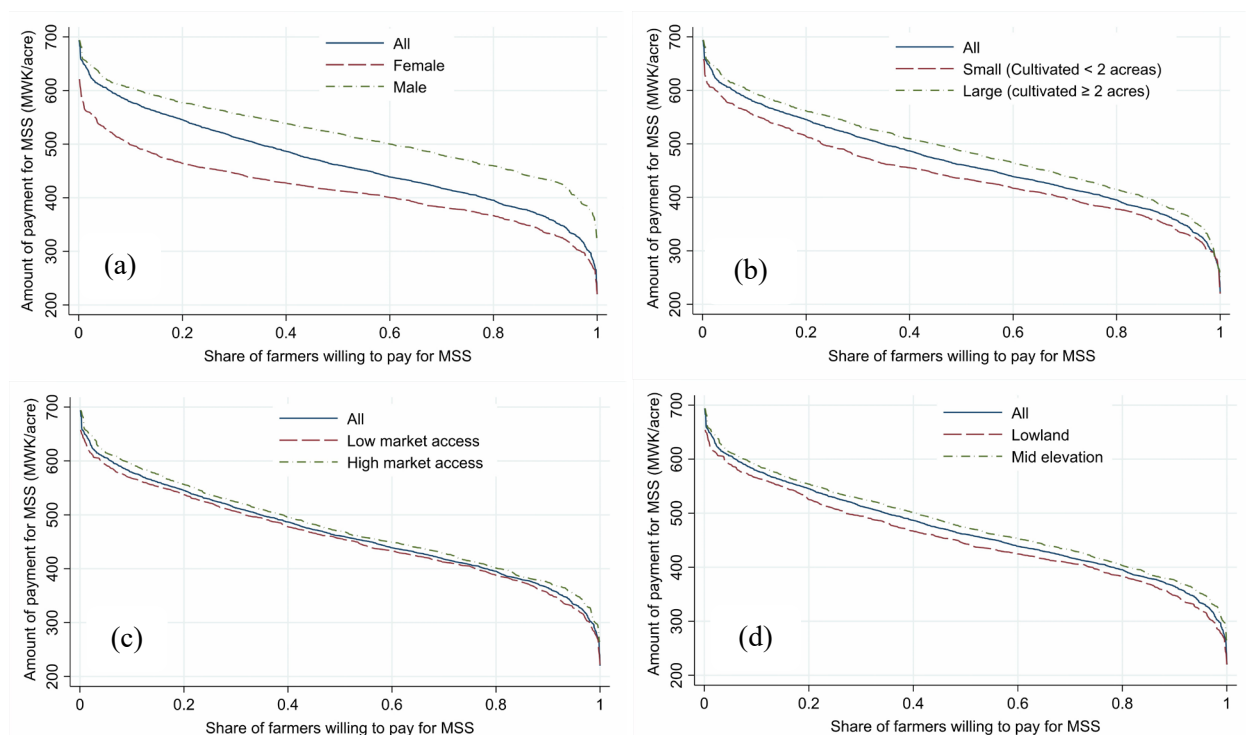 700
600
500
400
300
200
Amount of payment for MSS (MWK/acre)
All
Female
Male
(a)
0 0.2 0.4 0.6 0.8 1
Share of farmers willing to pay for MSS
700
600
500
400
300
200
Amount of payment for MSS (MWK/acre)
All
Small (Cultivated < 2 acreas)
Large (cultivated ≥ 2 acres)
(b)
0 0.2 0.4 0.6 0.8 1
Share of farmers willing to pay for MSS
700
600
500
400
300
200
Amount of payment for MSS (MWK/acre)
All
Low market access
High market access
(c)
0 0.2 0.4 0.6 0.8 1
Share of farmers willing to pay for MSS
700
600
500
400
300
200
Amount of payment for MSS (MWK/acre)
All
Lowland
Mid elevation
(d)
0 0.2 0.4 0.6 0.8 1
Share of farmers willing to pay for MSS